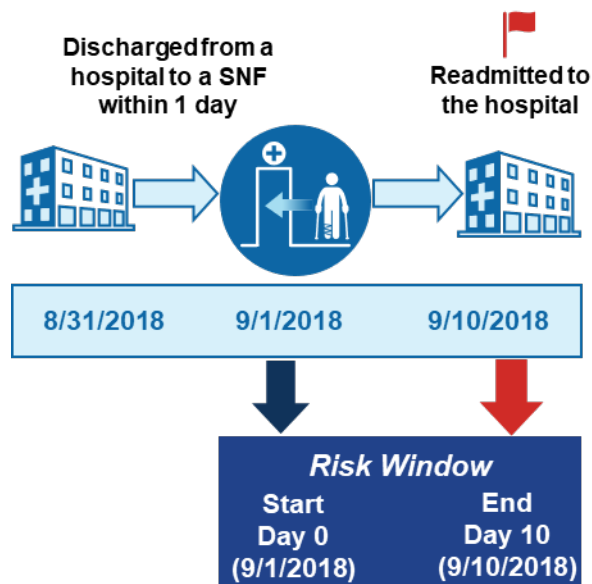 Discharged from a
hospital to a SNF
within 1 day
Readmitted to
the hospital
8/31/2018 9/1/2018 9/10/2018
Risk Window
Start End
Day 0 Day 10
(9/1/2018) (9/10/2018)